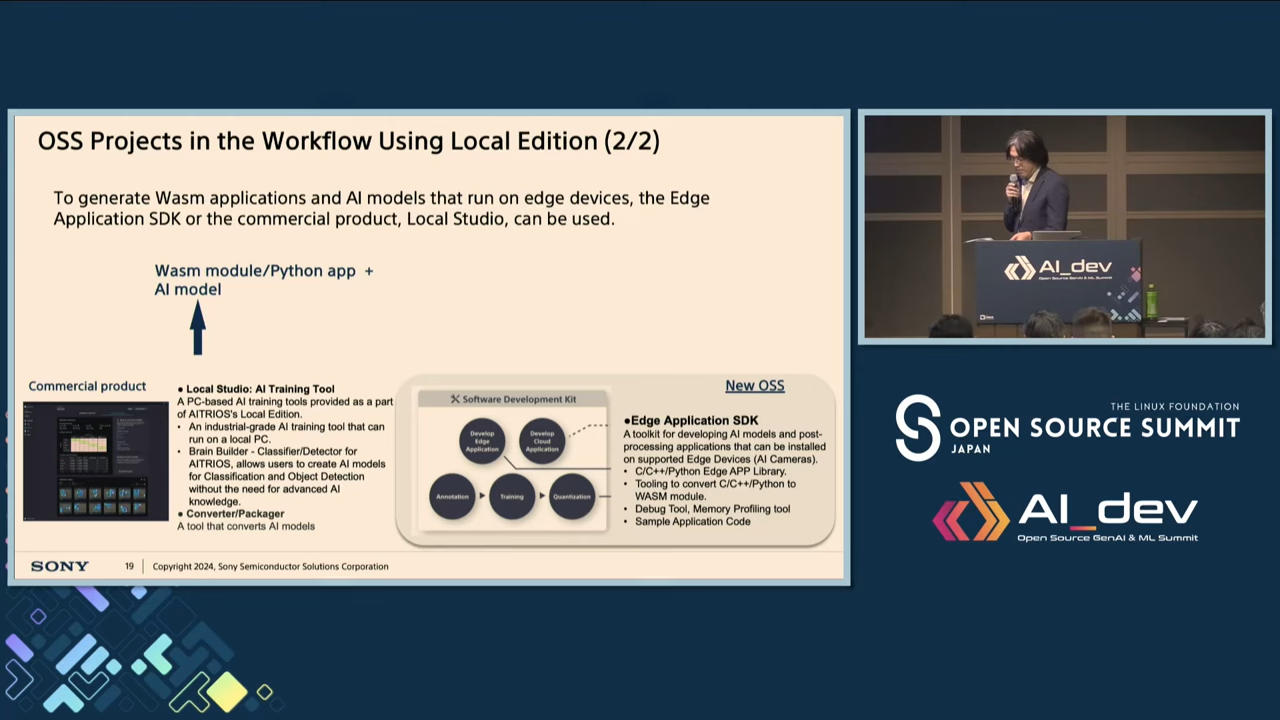 OSS Projects in the Workflow Using Local Edition (2/2)
To generate Wasm applications and AI models that run on edge devices, the Edge
Application SDK or the commercial product, Local Studio, can be used.
Wasm module/Python app +
AI model
Commercial product
● Local Studio: AI Training Tool
A PC-based AI training tools provided as a part
of AITRIOS's Local Edition.
• An industrial-grade AI training tool that can
run on a local PC.
• Brain Builder - Classifier/Detector for
AITRIOS, allows users to create AI models
for Classification and Object Detection
without the need for advanced AI
knowledge.
● Converter/Packager
A tool that converts AI models
New OSS
Software Development Kit
Develop
Edge
Application
Develop
Cloud
Application
Annotation
Training
Quantization
●Edge Application SDK
A toolkit for developing AI models and post-
processing applications that can be installed
on supported Edge Devices (AI Cameras).
• C/C++/Python Edge APP Library.
• Tooling to convert C/C++/Python to
WASM module.
• Debug Tool, Memory Profiling tool
• Sample Application Code
SONY
19
Copyright 2024, Sony Semiconductor Solutions Corporation
AI_dev
Open Source GenAI & ML Summit
THE LINUX FOUNDATION
OPEN SOURCE SUMMIT
JAPAN
AI_dev
Open Source GenAI & ML Summit